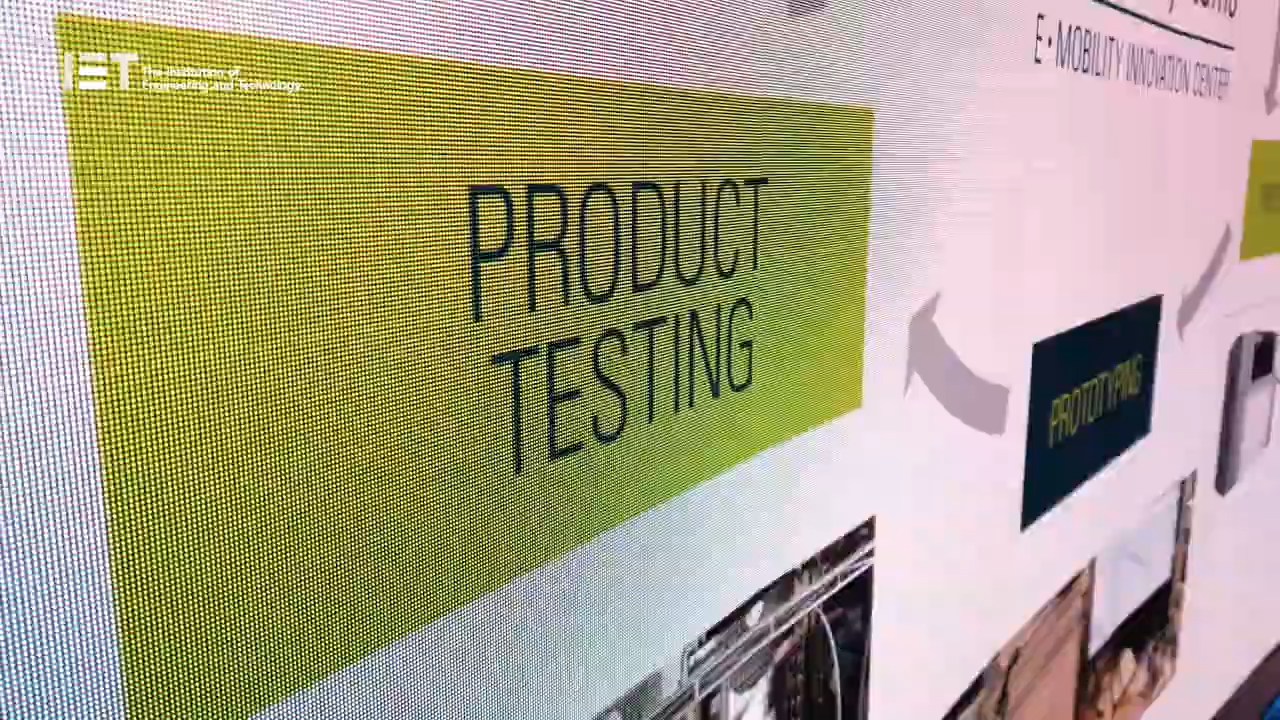 IET The Institution of
Engineering and Technology
E•MOBILITY INNOVATION CENTER
PRODUCT
TESTING
PROTOTYPING